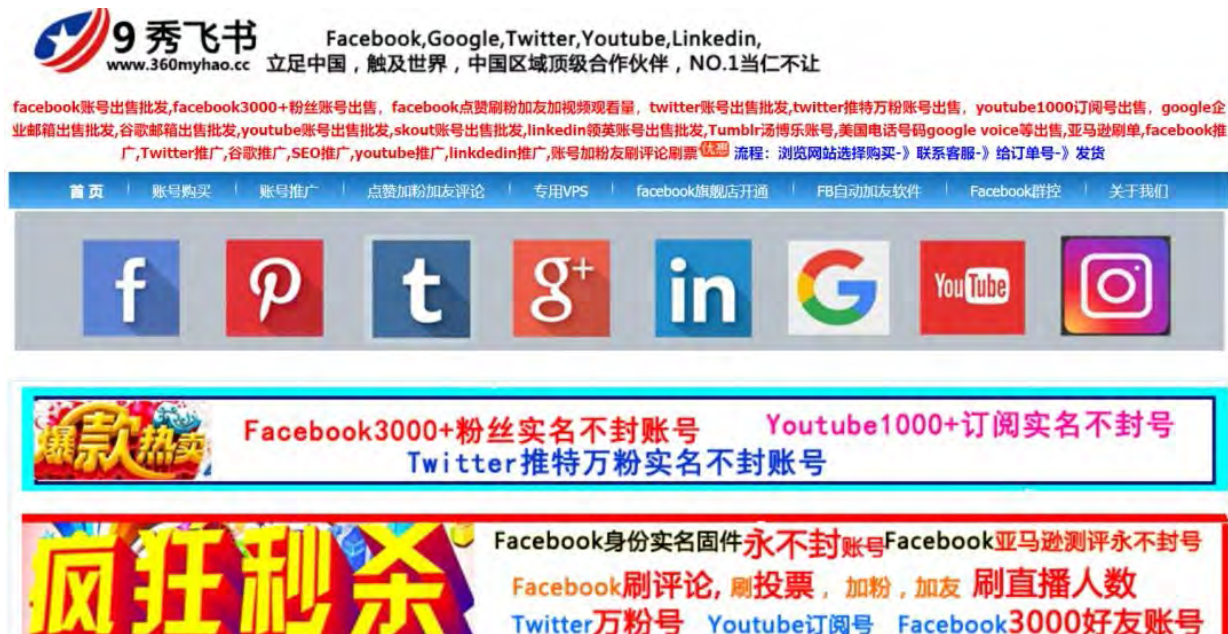 9 秀飞书
www.360myhao.cc
Facebook,Google,Twitter,Youtube,Linkedin,
立足中国，触及世界，中国区域顶级合作伙伴，NO.1当仁不让
facebook账号出售批发,facebook3000+粉丝账号出售，facebook点赞刷粉加友加视频观看量，twitter账号出售批发,twitter推特万粉账号出售，youtube1000订阅号出售，google企
业邮箱出售批发,谷歌邮箱出售批发,youtube账号出售批发,skout账号出售批发,linkedin领英账号出售批发,Tumblr汤博乐账号,美国电话号码google voice等出售,亚马逊刷单,facebook推
广,Twitter推广,谷歌推广,SEO推广,youtube推广,linkdedin推广,账号加粉友刷评论刷票 优惠 流程：浏览网站选择购买-》联系客服-》给订单号-》发货
首页 账号购买 账号推广 点赞加粉加友评论 专用VPS facebook旗舰店开通 FB自动加友软件 Facebook群控 关于我们
f p t g+ in G YouTube
爆款热卖
Facebook3000+粉丝实名不封账号 Youtube1000+订阅实名不封号
Twitter推特万粉实名不封账号
疯狂秒杀
Facebook身份实名固件永不封账号Facebook亚马逊测评永不封号
Facebook刷评论, 刷投票，加粉，加友 刷直播人数
Twitter万粉号 Youtube订阅号 Facebook3000好友账号